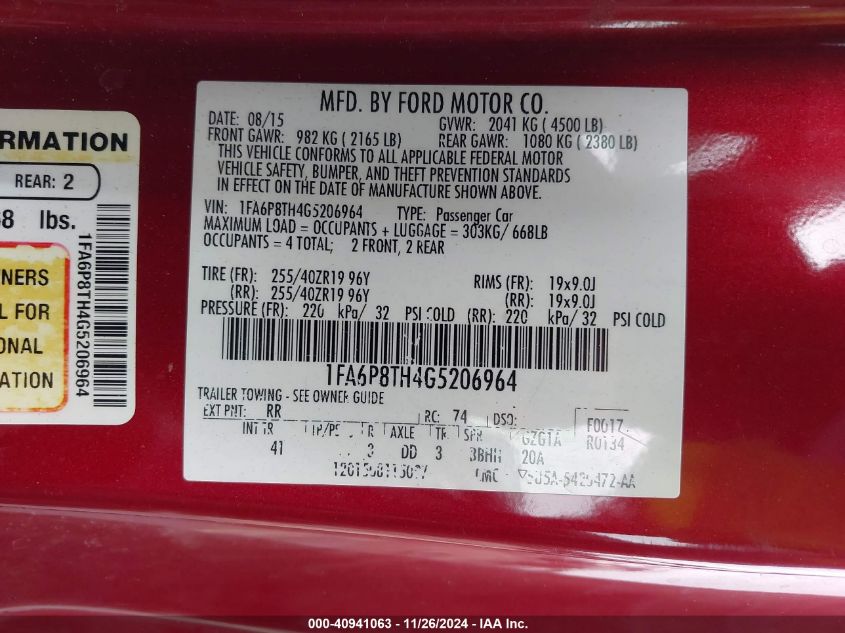 RMATION
REAR: 2
8 lbs.
NERS
L FOR
ONAL
ATION
1FA6P8TH4G5206964
MFD. BY FORD MOTOR CO.
DATE: 08/15 GVWR: 2041 KG ( 4500 LB)
FRONT GAWR: 982 KG ( 2165 LB) REAR GAWR: 1080 KG ( 2380 LB)
THIS VEHICLE CONFORMS TO ALL APPLICABLE FEDERAL MOTOR
VEHICLE SAFETY, BUMPER, AND THEFT PREVENTION STANDARDS
IN EFFECT ON THE DATE OF MANUFACTURE SHOWN ABOVE.
VIN: 1FA6P8TH4G5206964 TYPE: Passenger Car
MAXIMUM LOAD = OCCUPANTS + LUGGAGE = 303KG/ 668LB
OCCUPANTS = 4 TOTAL; 2 FRONT, 2 REAR
TIRE (FR): 255/40ZR19 96Y RIMS (FR): 19x9.0J
(RR): 255/40ZR19 96Y (RR): 19x9.0J
PRESSURE (FR): 220 kPa/ 32 PSI COLD (RR): 220 kPa/ 32 PSI COLD
1FA6P8TH4G5206964
TRAILER TOWING - SEE OWNER GUIDE
EXT PNT: RR RC: 74 DSO:
INT TR TP/PS R AXLE TR SPR
41 3 DD 3 20A
000-40941063 - 11/26/2024 - IAA Inc.